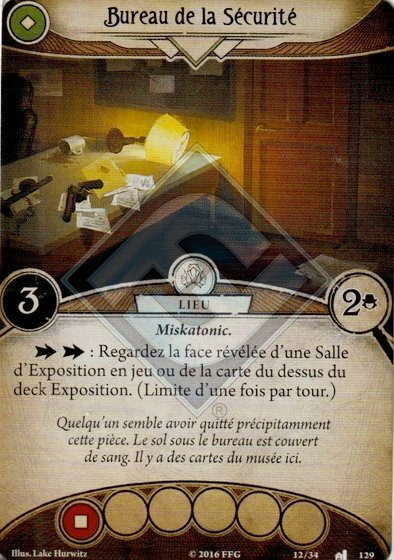 Bureau de la Sécurité
3
LIEU
2
Miskatonic.
: Regardez la face révélée d'une Salle
d'Exposition en jeu ou de la carte du dessus du
deck Exposition. (Limite d'une fois par tour.)
Quelqu'un semble avoir quitté précipitamment
cette pièce. Le sol sous le bureau est couvert
de sang. Il y a des cartes du musée ici.
Illus. Lake Hurwitz © 2016 FFG 12/34 129